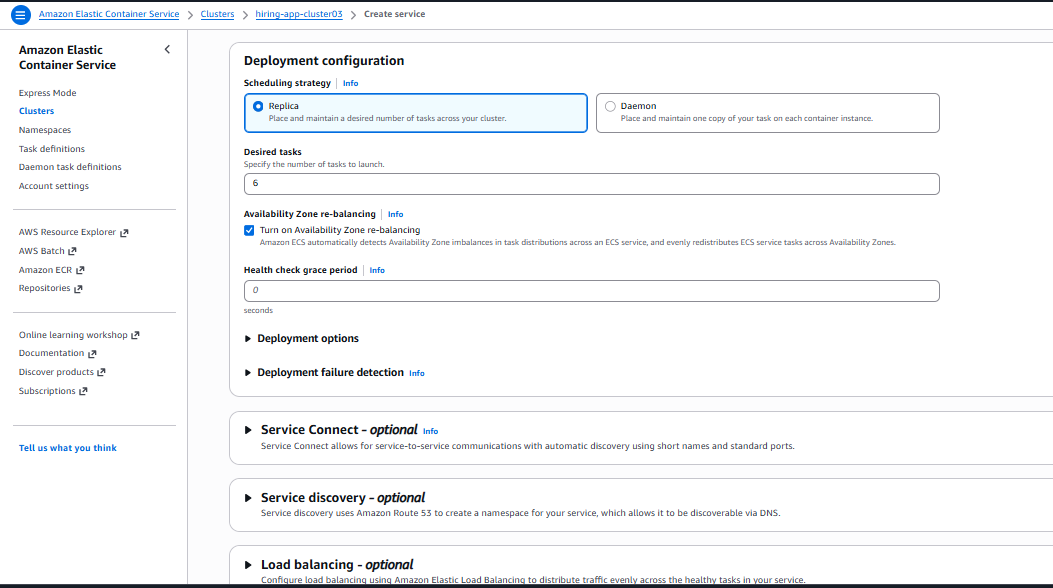 Amazon Elastic Container Service > Clusters > hiring-app-cluster03 > Create service
Amazon Elastic
Container Service
Express Mode
Clusters
Namespaces
Task definitions
Daemon task definitions
Account settings
AWS Resource Explorer
AWS Batch
Amazon ECR
Repositories
Online learning workshop
Documentation
Discover products
Subscriptions
Tell us what you think
Deployment configuration
Scheduling strategy | Info
Replica
Place and maintain a desired number of tasks across your cluster.
Daemon
Place and maintain one copy of your task on each container instance.
Desired tasks
Specify the number of tasks to launch.
6
Availability Zone re-balancing | Info
Turn on Availability Zone re-balancing
Amazon ECS automatically detects Availability Zone imbalances in task distributions across an ECS service, and evenly redistributes ECS service tasks across Availability Zones.
Health check grace period | Info
0
seconds
Deployment options
Deployment failure detection Info
Service Connect - optional Info
Service Connect allows for service-to-service communications with automatic discovery using short names and standard ports.
Service discovery - optional
Service discovery uses Amazon Route 53 to create a namespace for your service, which allows it to be discoverable via DNS.
Load balancing - optional
Configure load balancing using Amazon Elastic Load Balancing to distribute traffic evenly across the healthy tasks in your service.